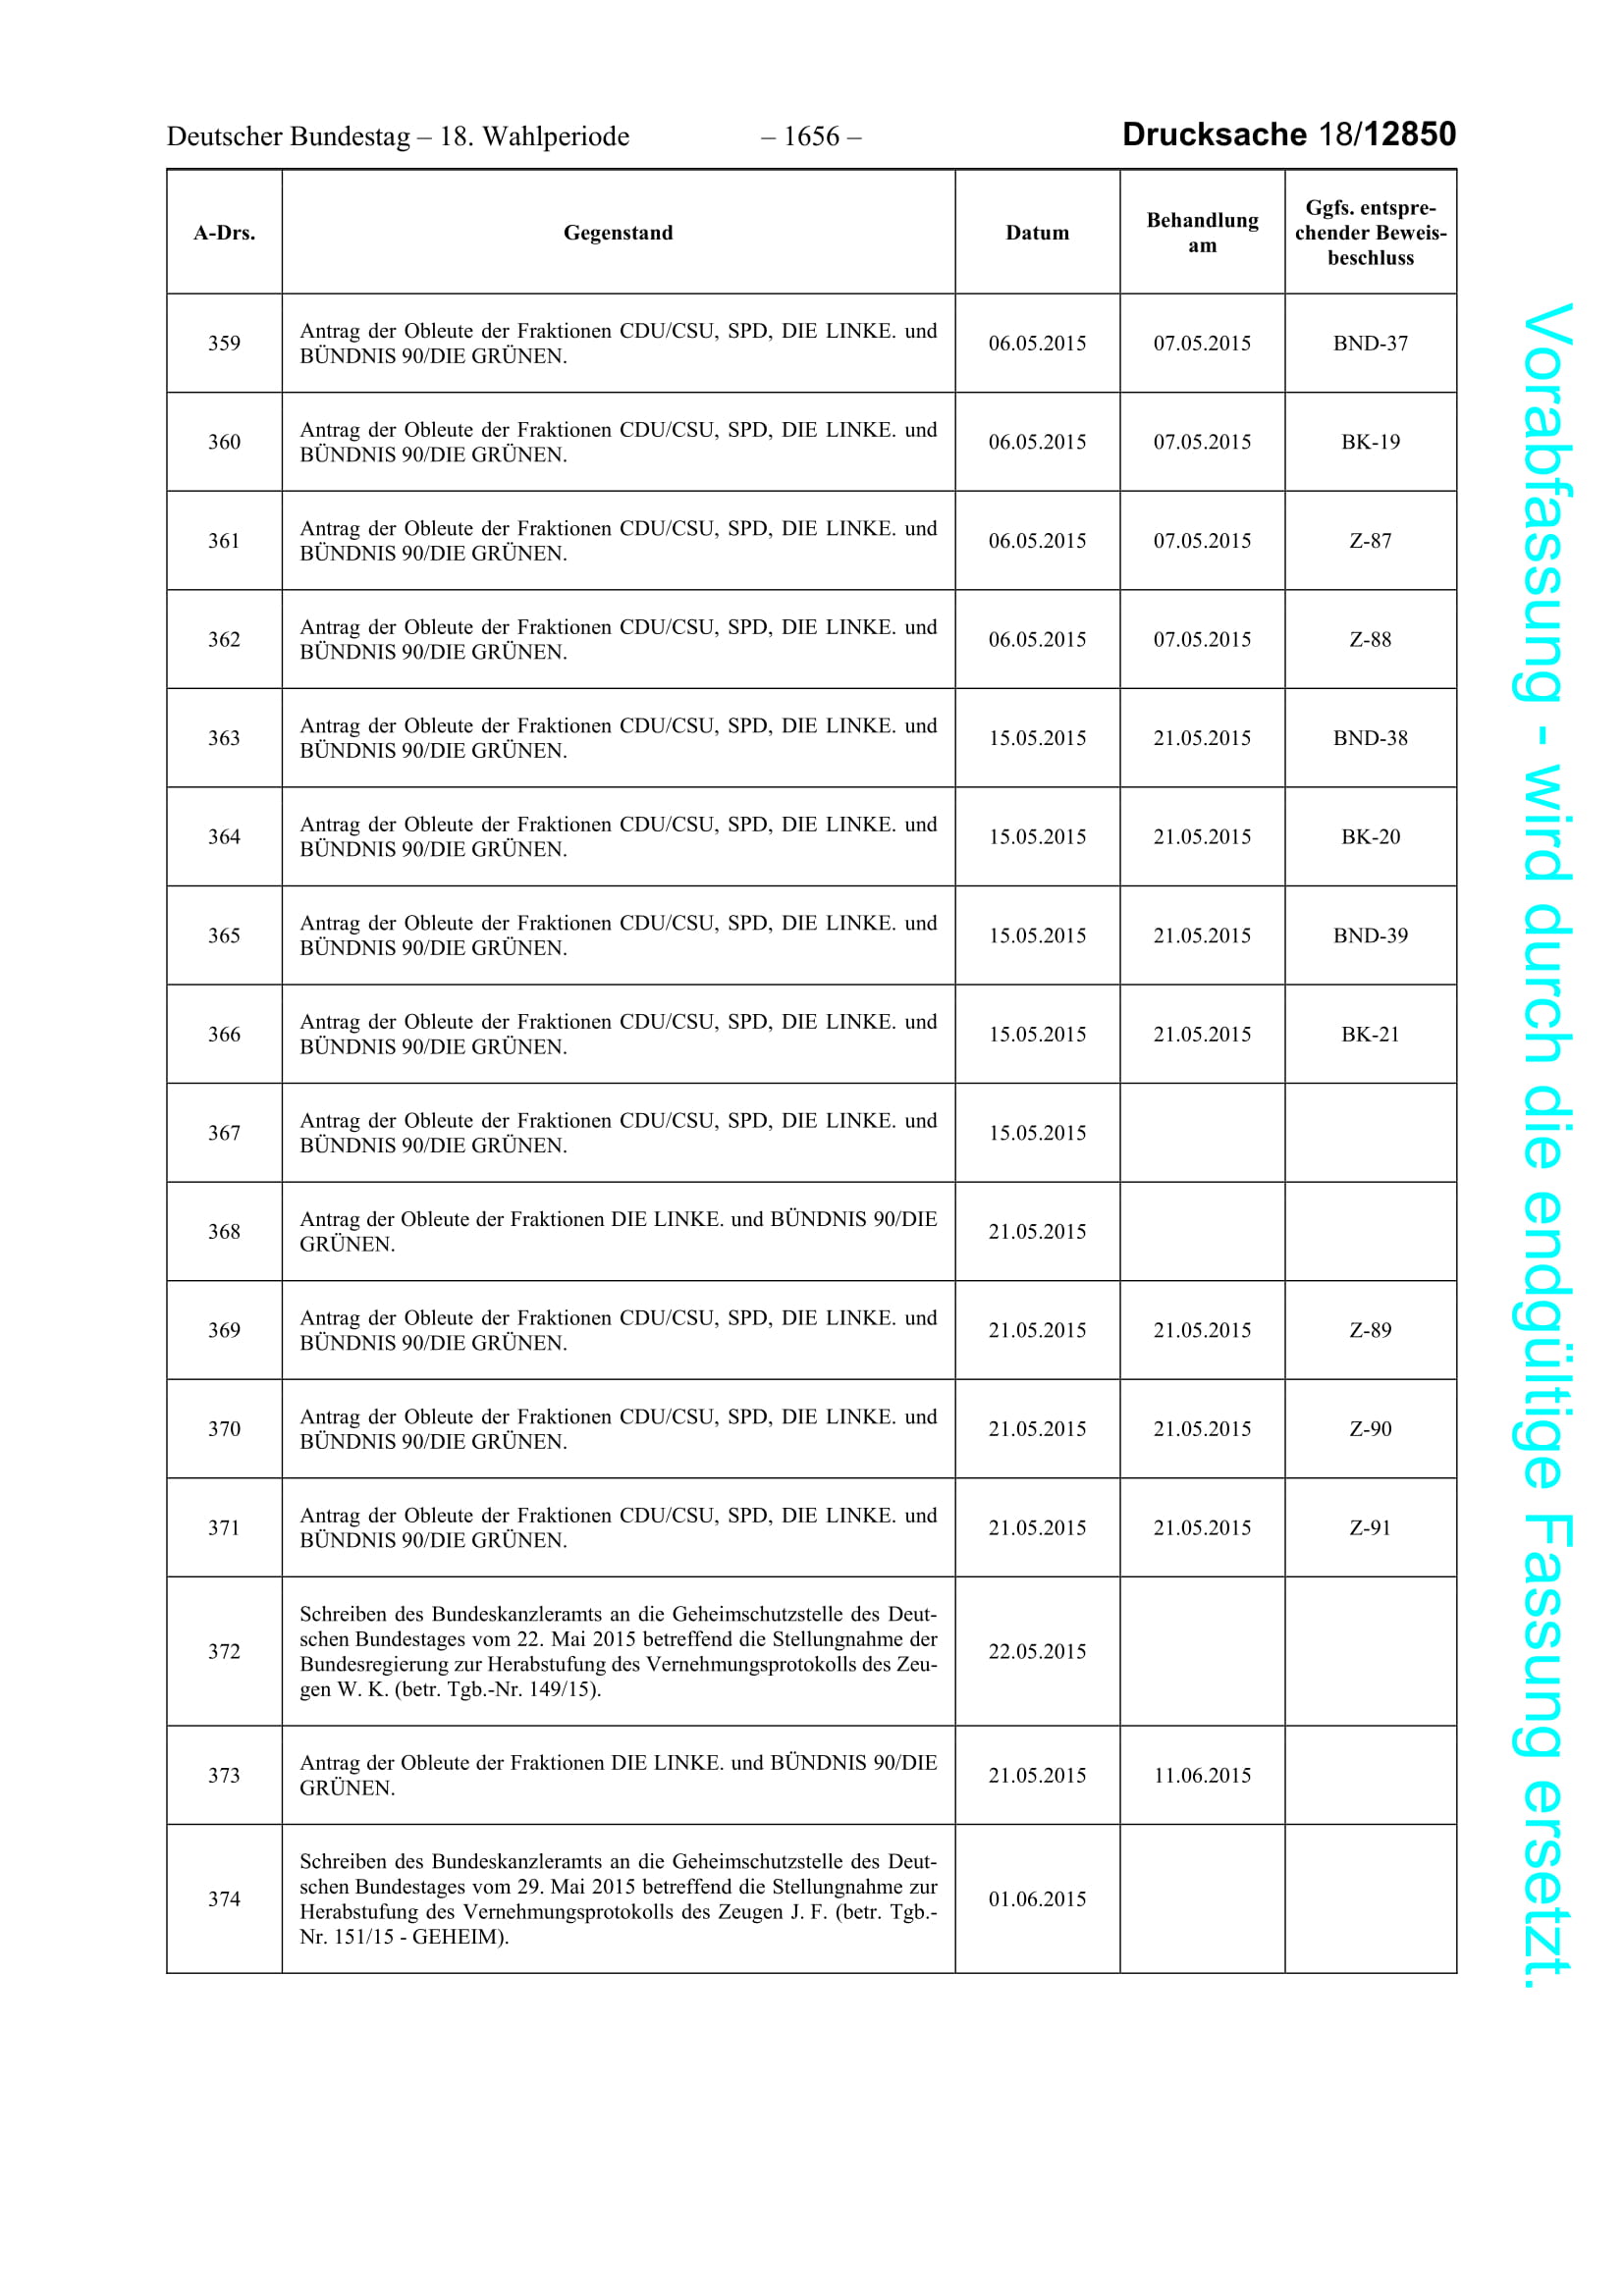 Deutscher Bundestag – 18. Wahlperiode – 1656 – Drucksache 18/12850
A-Drs. Gegenstand Datum Behandlung am Ggfs. entspre-
chender Beweis-
beschluss
359 Antrag der Obleute der Fraktionen CDU/CSU, SPD, DIE LINKE. und
BÜNDNIS 90/DIE GRÜNEN. 06.05.2015 07.05.2015 BND-37
360 Antrag der Obleute der Fraktionen CDU/CSU, SPD, DIE LINKE. und
BÜNDNIS 90/DIE GRÜNEN. 06.05.2015 07.05.2015 BK-19
361 Antrag der Obleute der Fraktionen CDU/CSU, SPD, DIE LINKE. und
BÜNDNIS 90/DIE GRÜNEN. 06.05.2015 07.05.2015 Z-87
362 Antrag der Obleute der Fraktionen CDU/CSU, SPD, DIE LINKE. und
BÜNDNIS 90/DIE GRÜNEN. 06.05.2015 07.05.2015 Z-88
363 Antrag der Obleute der Fraktionen CDU/CSU, SPD, DIE LINKE. und
BÜNDNIS 90/DIE GRÜNEN. 15.05.2015 21.05.2015 BND-38
364 Antrag der Obleute der Fraktionen CDU/CSU, SPD, DIE LINKE. und
BÜNDNIS 90/DIE GRÜNEN. 15.05.2015 21.05.2015 BK-20
365 Antrag der Obleute der Fraktionen CDU/CSU, SPD, DIE LINKE. und
BÜNDNIS 90/DIE GRÜNEN. 15.05.2015 21.05.2015 BND-39
366 Antrag der Obleute der Fraktionen CDU/CSU, SPD, DIE LINKE. und
BÜNDNIS 90/DIE GRÜNEN. 15.05.2015 21.05.2015 BK-21
367 Antrag der Obleute der Fraktionen CDU/CSU, SPD, DIE LINKE. und
BÜNDNIS 90/DIE GRÜNEN. 15.05.2015
368 Antrag der Obleute der Fraktionen DIE LINKE. und BÜNDNIS 90/DIE
GRÜNEN. 21.05.2015
369 Antrag der Obleute der Fraktionen CDU/CSU, SPD, DIE LINKE. und
BÜNDNIS 90/DIE GRÜNEN. 21.05.2015 21.05.2015 Z-89
370 Antrag der Obleute der Fraktionen CDU/CSU, SPD, DIE LINKE. und
BÜNDNIS 90/DIE GRÜNEN. 21.05.2015 21.05.2015 Z-90
371 Antrag der Obleute der Fraktionen CDU/CSU, SPD, DIE LINKE. und
BÜNDNIS 90/DIE GRÜNEN. 21.05.2015 21.05.2015 Z-91
372 Schreiben des Bundeskanzleramts an die Geheimschutzstelle des Deut-
schen Bundestages vom 22. Mai 2015 betreffend die Stellungnahme der
Bundesregierung zur Herabstufung des Vernehmungsprotokolls des Zeu-
gen W. K. (betr. Tgb.-Nr. 149/15). 22.05.2015
373 Antrag der Obleute der Fraktionen DIE LINKE. und BÜNDNIS 90/DIE
GRÜNEN. 21.05.2015 11.06.2015
374 Schreiben des Bundeskanzleramts an die Geheimschutzstelle des Deut-
schen Bundestages vom 29. Mai 2015 betreffend die Stellungnahme zur
Herabstufung des Vernehmungsprotokolls des Zeugen J. F. (betr. Tgb.-
Nr. 151/15 - GEHEIM). 01.06.2015
Vorabfassung - wird durch die endgültige Fassung ersetzt.